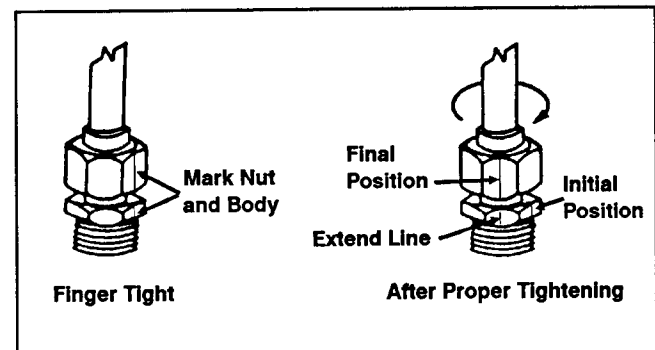 Mark Nut
and Body
Finger Tight
Final
Position
Initial
Position
Extend Line
After Proper Tightening